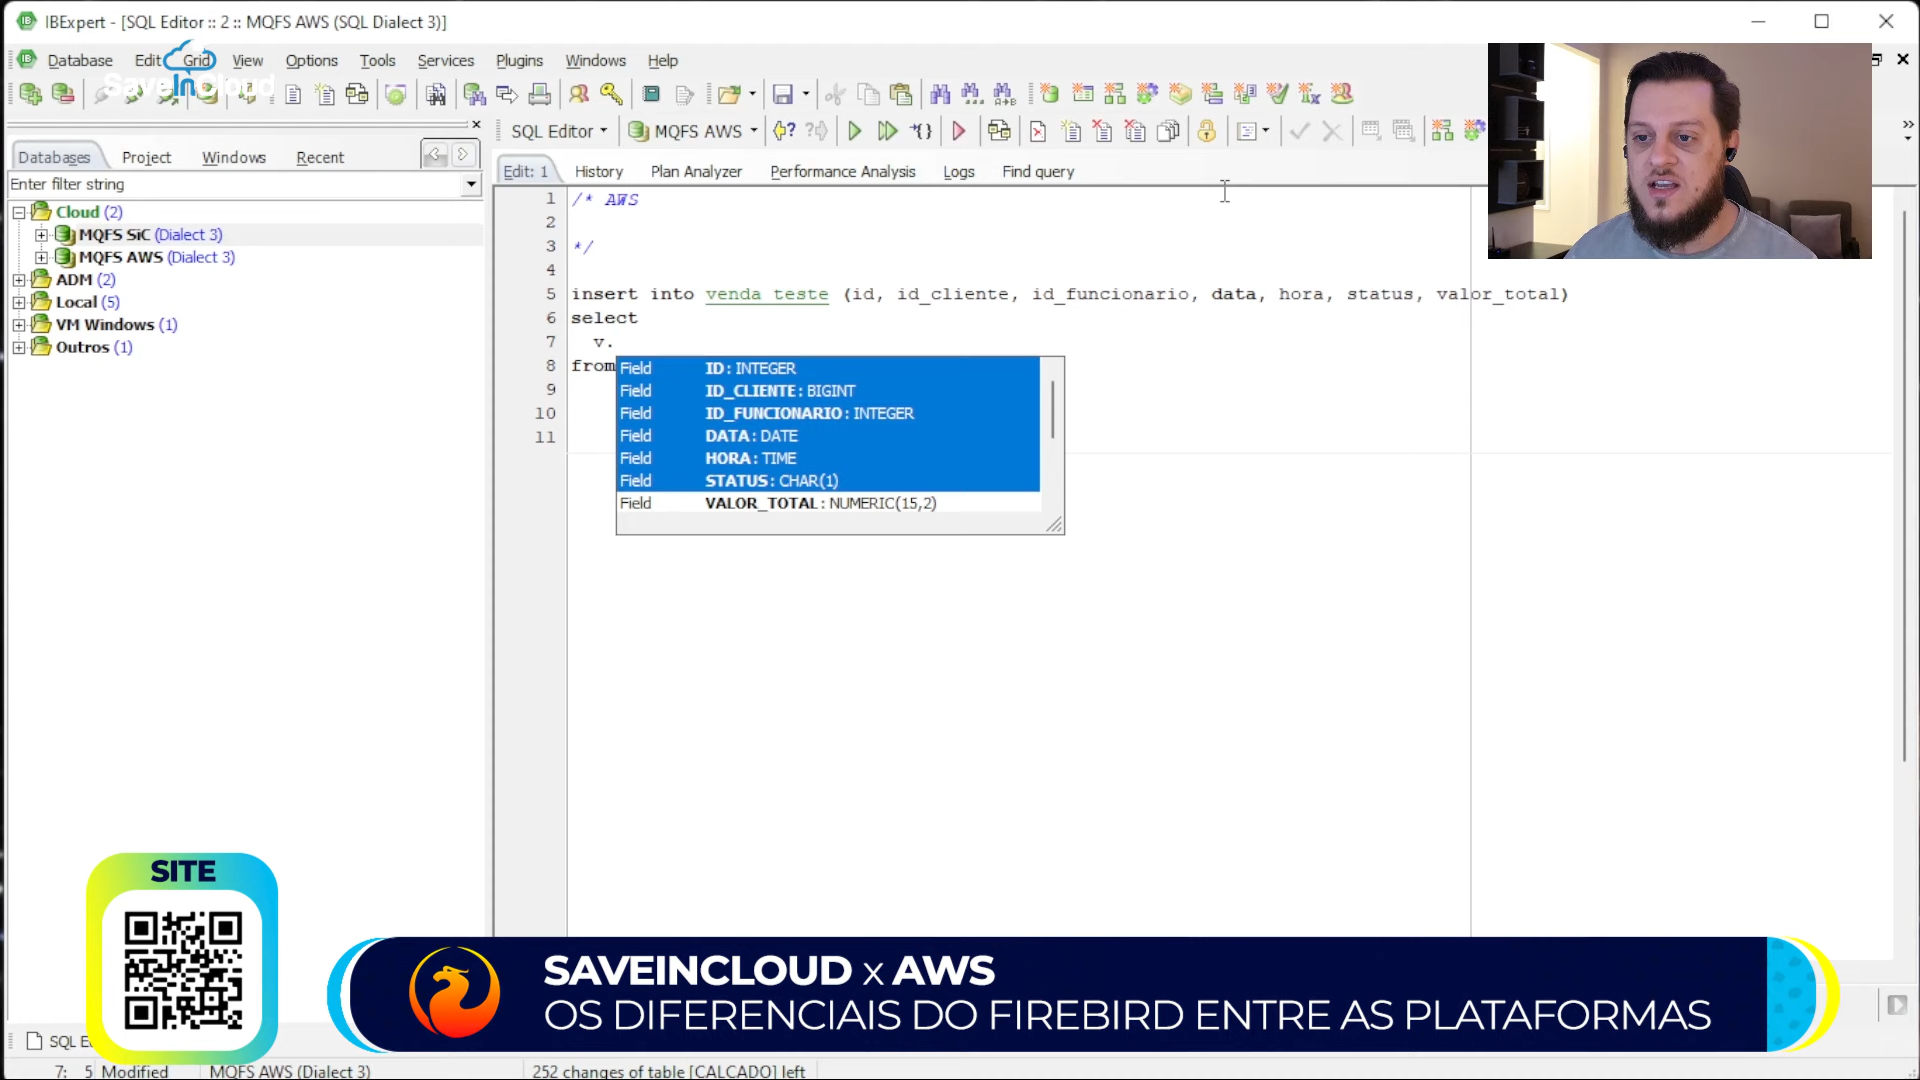 IBExpert - [SQL Editor :: 2 :: MQFS AWS (SQL Dialect 3)]
Database Edit Grid View Options Tools Services Plugins Windows Help
SaveinCloud
SQL Editor MQFS AWS
Databases Project Windows Recent
Enter filter string
Cloud (2)
MQFS SiC (Dialect 3)
MQFS AWS (Dialect 3)
ADM (2)
Local (5)
VM Windows (1)
Outros (1)
Edit: 1 History Plan Analyzer Performance Analysis Logs Find query
1 /* AWS
2
3 */
4
5 insert into venda_teste (id, id_cliente, id_funcionario, data, hora, status, valor_total)
6 select
7 v.
8 from
9
10
11
Field ID : INTEGER
Field ID_CLIENTE : BIGINT
Field ID_FUNCIONARIO : INTEGER
Field DATA : DATE
Field HORA : TIME
Field STATUS : CHAR(1)
Field VALOR_TOTAL : NUMERIC(15,2)
SITE
SAVEINCLOUD x AWS
OS DIFERENCIAIS DO FIREBIRD ENTRE AS PLATAFORMAS
SQL
7: 5 Modified MQFS AWS (Dialect 3) 252 changes of table [CALCADO] left